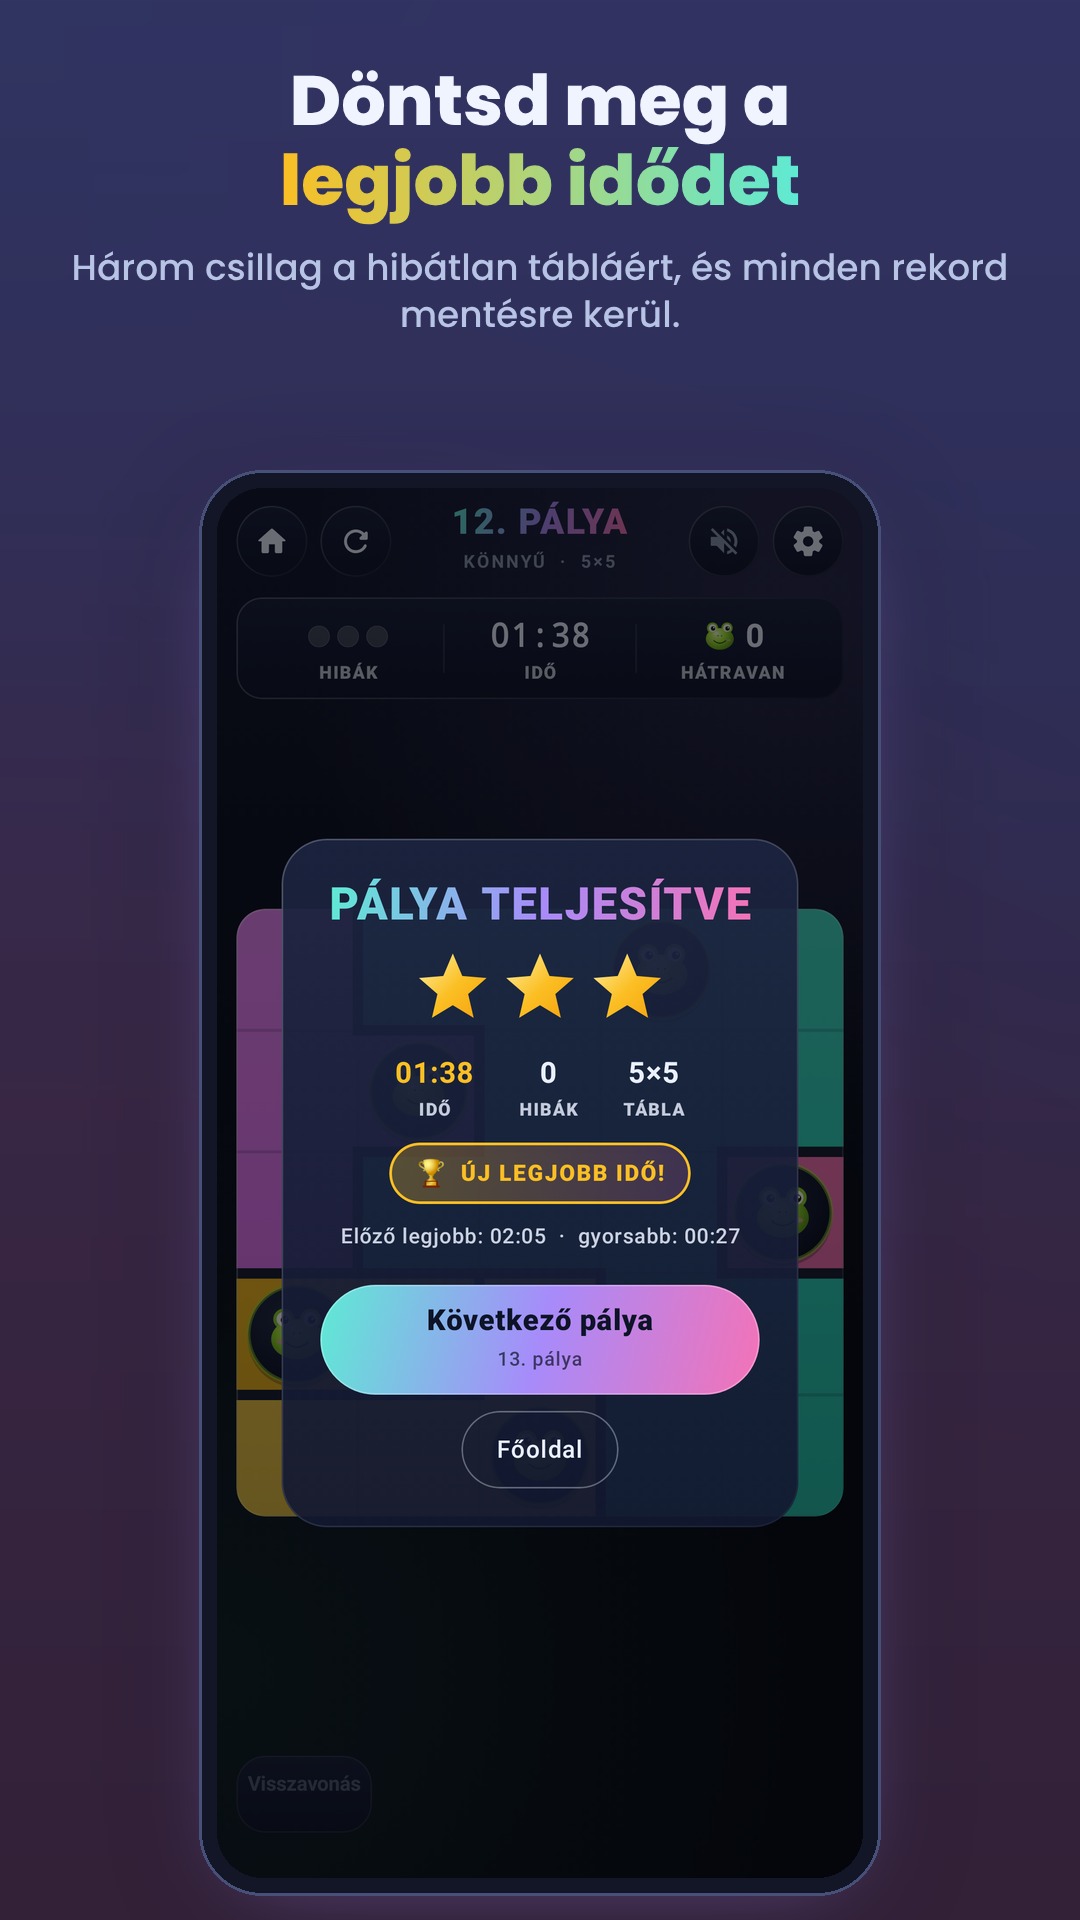 Döntsd meg a
legjobb idődet
Három csillag a hibátlan tábláért, és minden rekord
mentésre kerül.
12. PÁLYA
KÖNNYŰ · 5×5
01:38
0
HIBÁK
IDŐ
HÁTRAVAN
PÁLYA TELJESÍTVE
01:38
0
5×5
IDŐ
HIBÁK
TÁBLA
ÚJ LEGJOBB IDŐ!
Előző legjobb: 02:05 · gyorsabb: 00:27
Következő pálya
13. pálya
Főoldal
Visszavonás